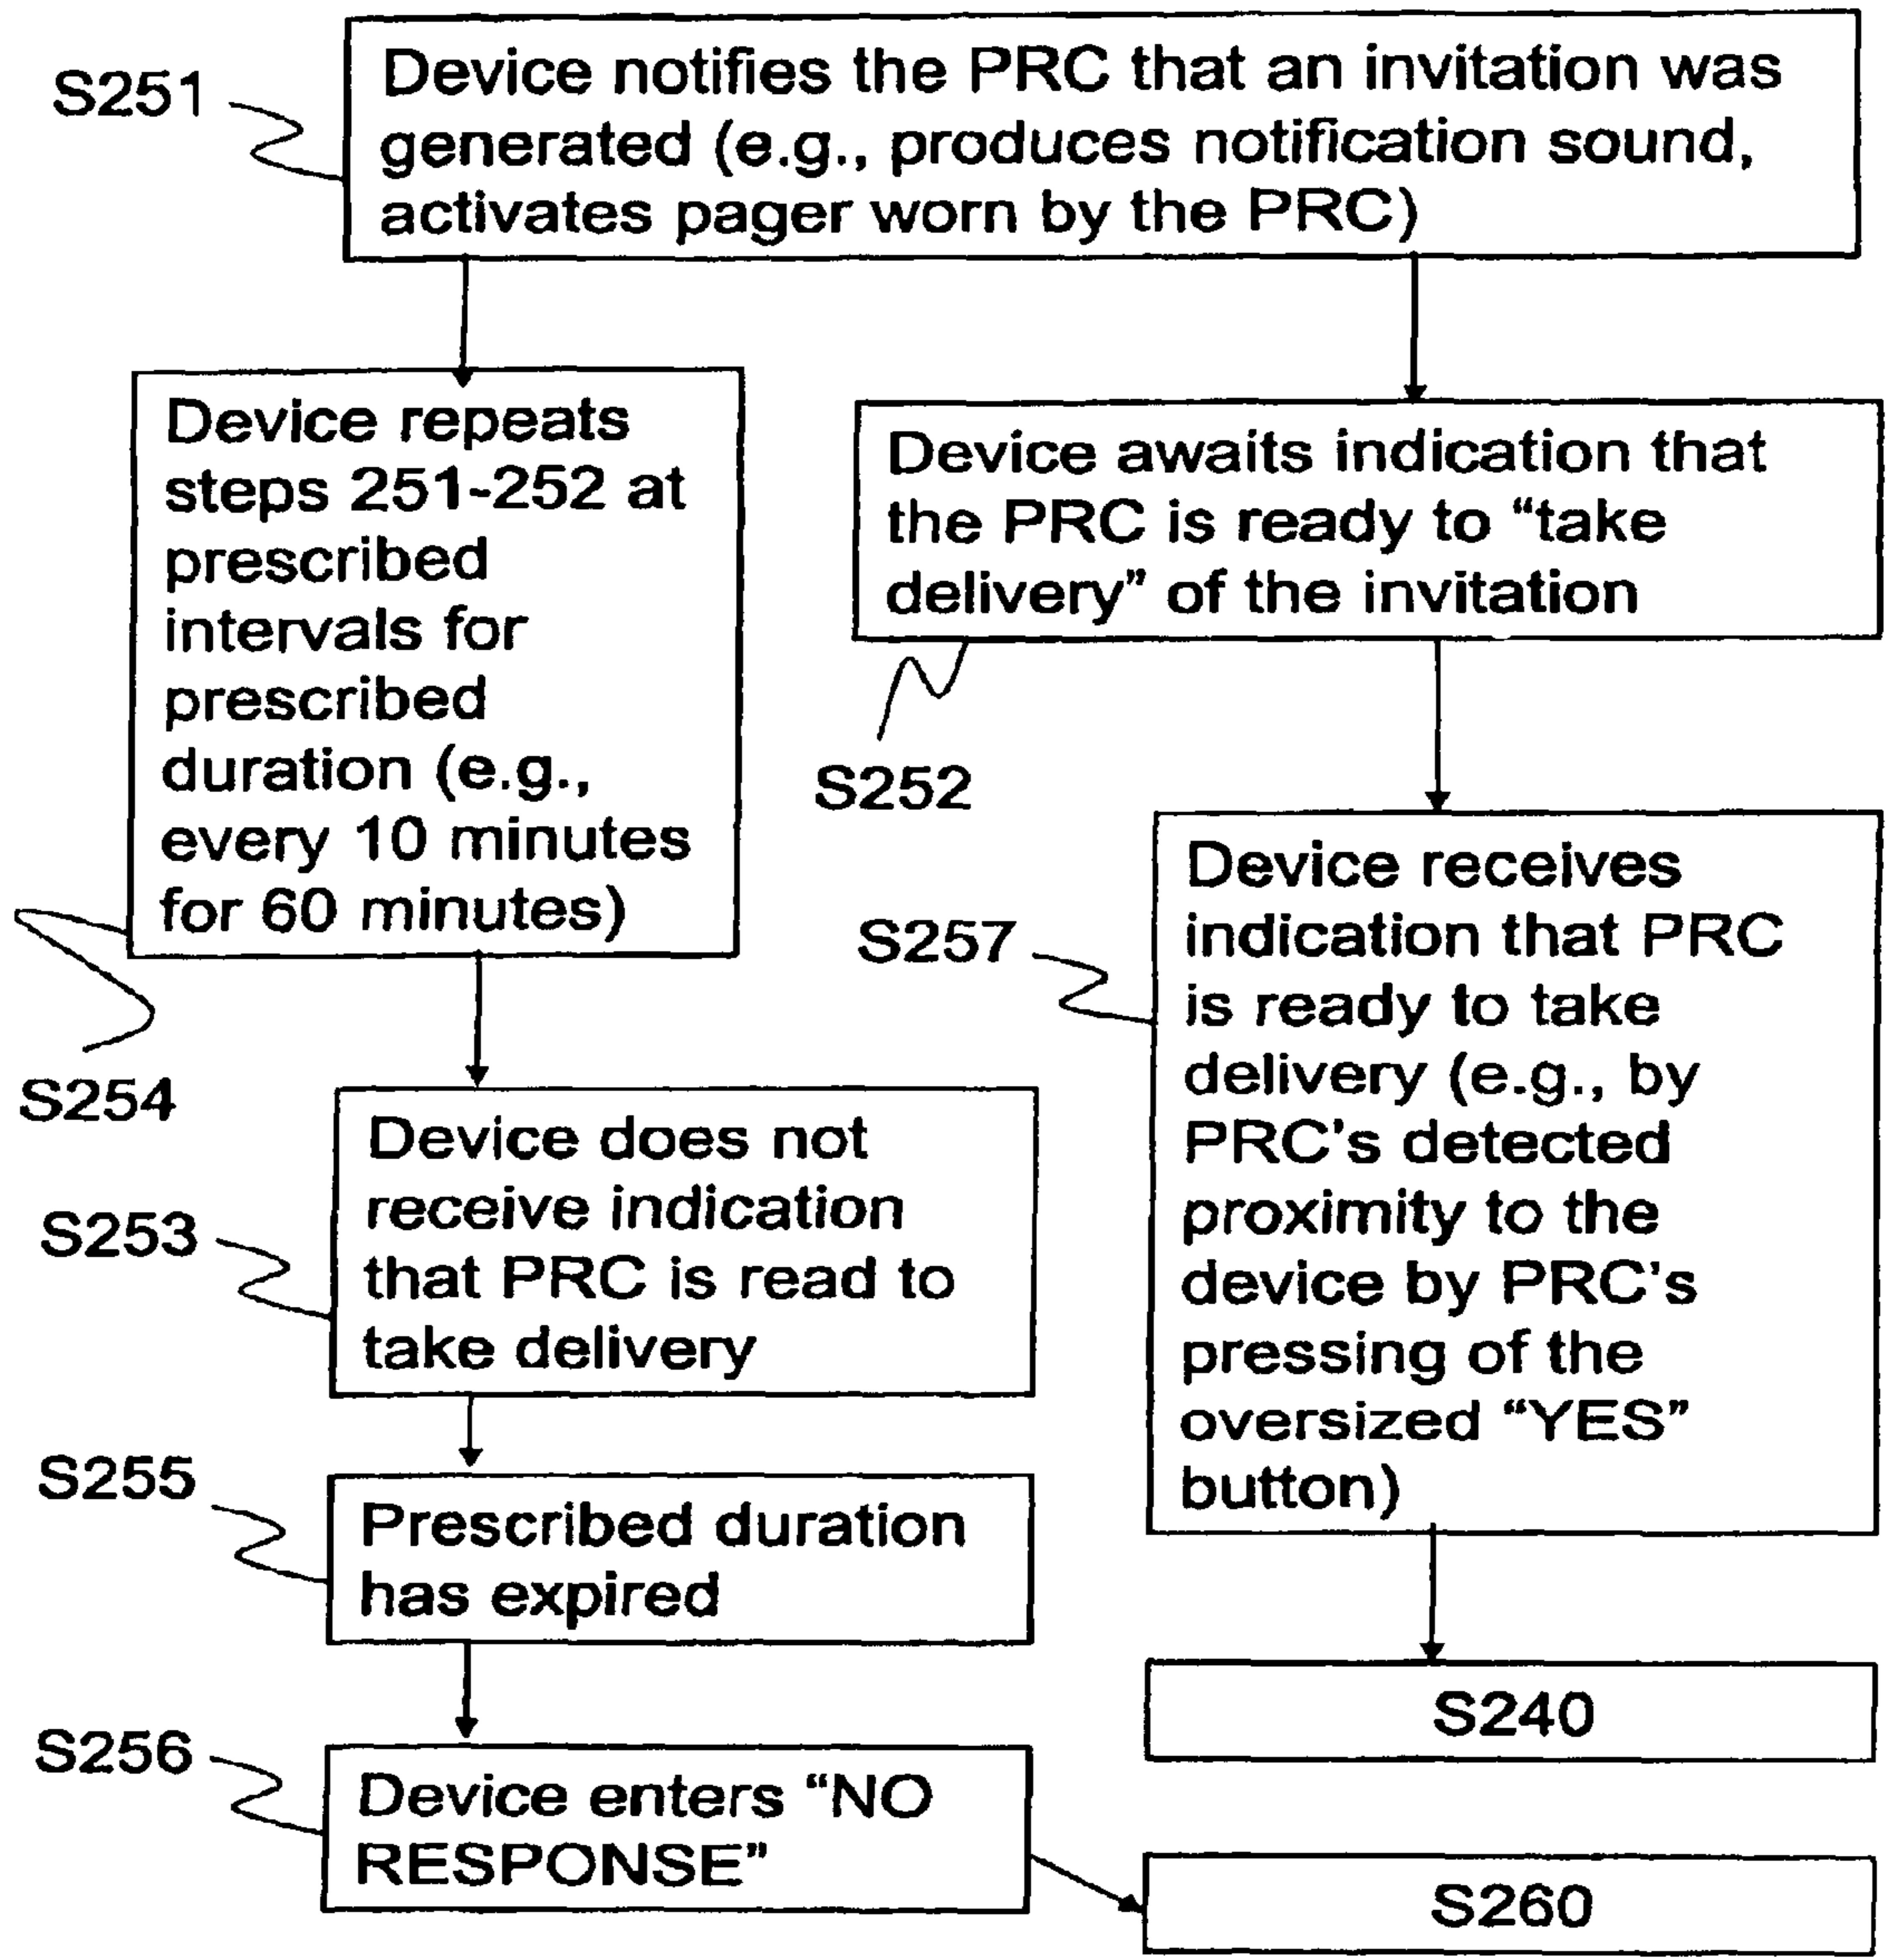 S251
Device notifies the PRC that an invitation was
generated (e.g., produces notification sound,
activates pager worn by the PRC)
Device repeats
steps 251-252 at
prescribed
intervals for
prescribed
duration (e.g.,
every 10 minutes
for 60 minutes)
S254
Device awaits indication that
the PRC is ready to “take
delivery” of the invitation
S252
S257
Device receives
indication that PRC
is ready to take
delivery (e.g., by
PRC’s detected
proximity to the
device by PRC’s
pressing of the
oversized “YES”
button)
S253
Device does not
receive indication
that PRC is read to
take delivery
S255
Prescribed duration
has expired
S256
Device enters “NO
RESPONSE”
S240
S260